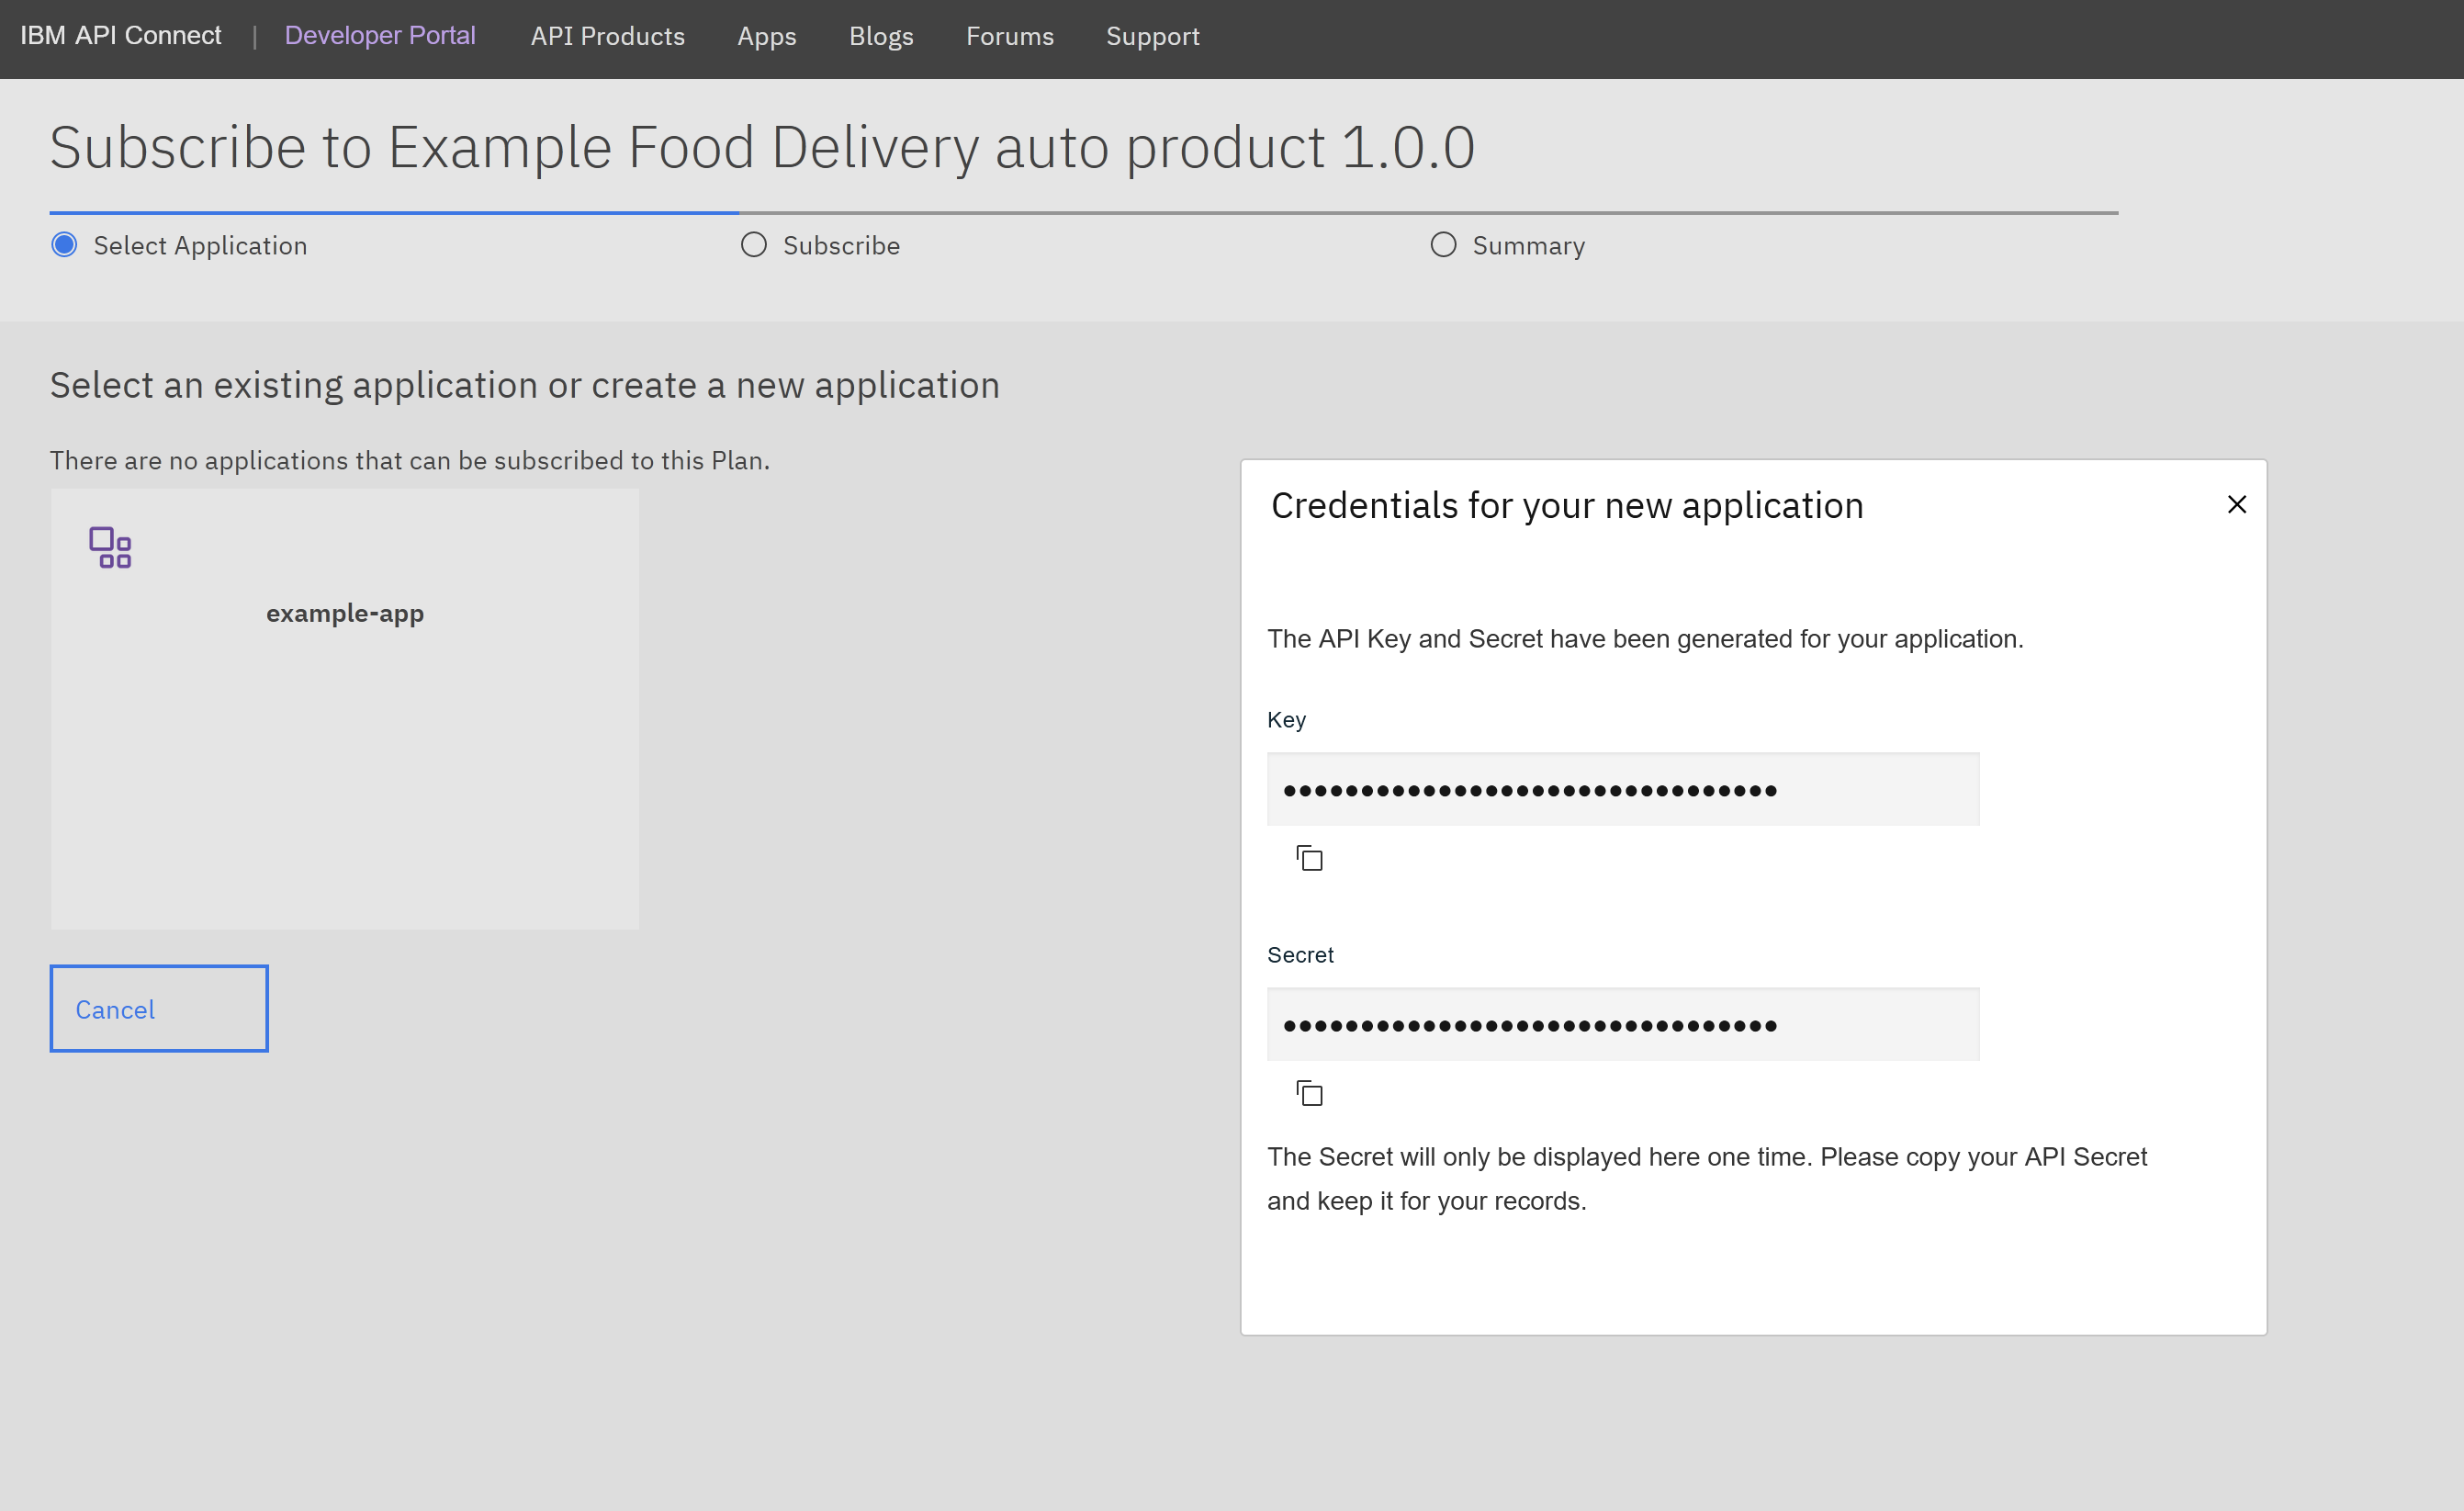 IBM API Connect | Developer Portal API Products Apps Blogs Forums Support
Subscribe to Example Food Delivery auto product 1.0.0
Select Application Subscribe Summary
Select an existing application or create a new application
There are no applications that can be subscribed to this Plan.
example-app
Cancel
Credentials for your new application
The API Key and Secret have been generated for your application.
Key
••••••••••••••••••••••••••••••••
Secret
••••••••••••••••••••••••••••••••
The Secret will only be displayed here one time. Please copy your API Secret
and keep it for your records.